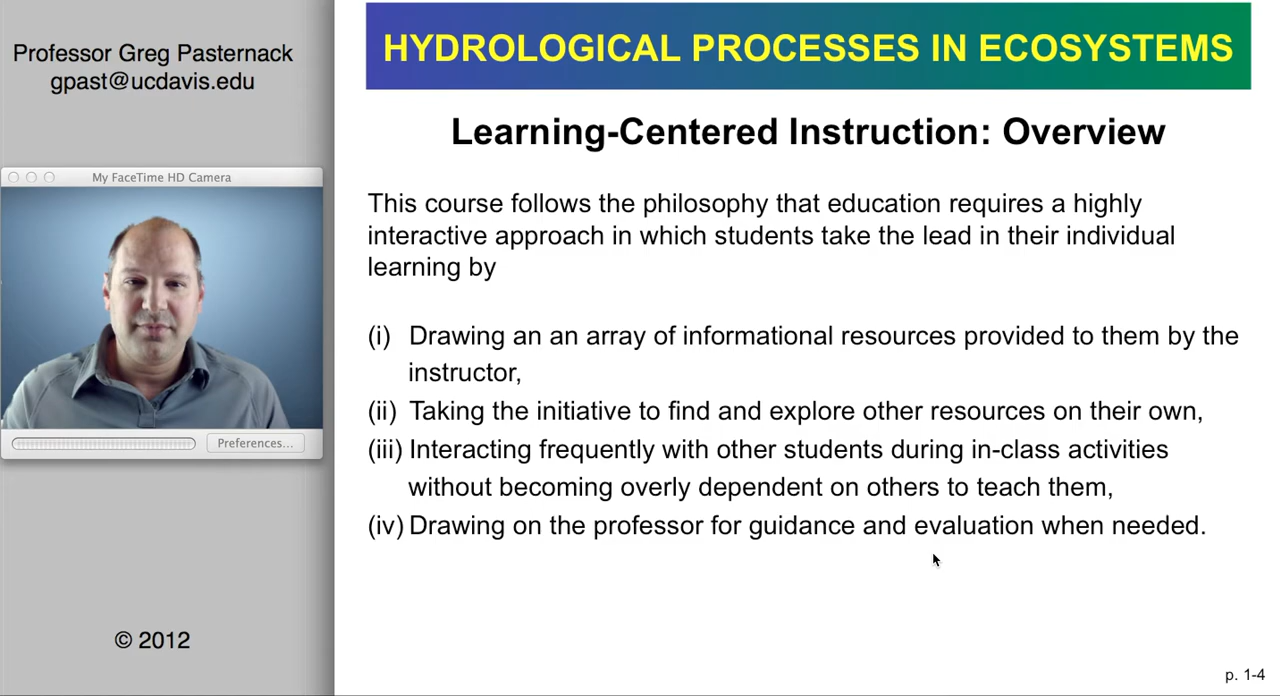 Professor Greg Pasternack
gpast@ucdavis.edu
My FaceTime HD Camera
Preferences...
© 2012
HYDROLOGICAL PROCESSES IN ECOSYSTEMS
Learning-Centered Instruction: Overview
This course follows the philosophy that education requires a highly
interactive approach in which students take the lead in their individual
learning by
(i) Drawing an an array of informational resources provided to them by the
instructor,
(ii) Taking the initiative to find and explore other resources on their own,
(iii) Interacting frequently with other students during in-class activities
without becoming overly dependent on others to teach them,
(iv) Drawing on the professor for guidance and evaluation when needed.
p. 1-4